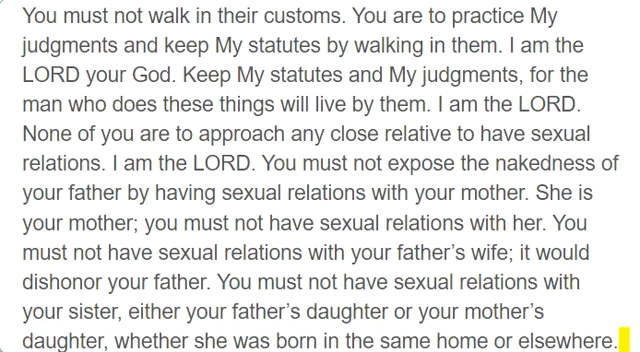 You must not walk in their customs. You are to practice My
judgments and keep My statutes by walking in them. I am the
LORD your God. Keep My statutes and My judgments, for the
man who does these things will live by them. I am the LORD.
None of you are to approach any close relative to have sexual
relations. I am the LORD. You must not expose the nakedness of
your father by having sexual relations with your mother. She is
your mother; you must not have sexual relations with her. You
must not have sexual relations with your father’s wife; it would
dishonor your father. You must not have sexual relations with
your sister, either your father’s daughter or your mother’s
daughter, whether she was born in the same home or elsewhere.